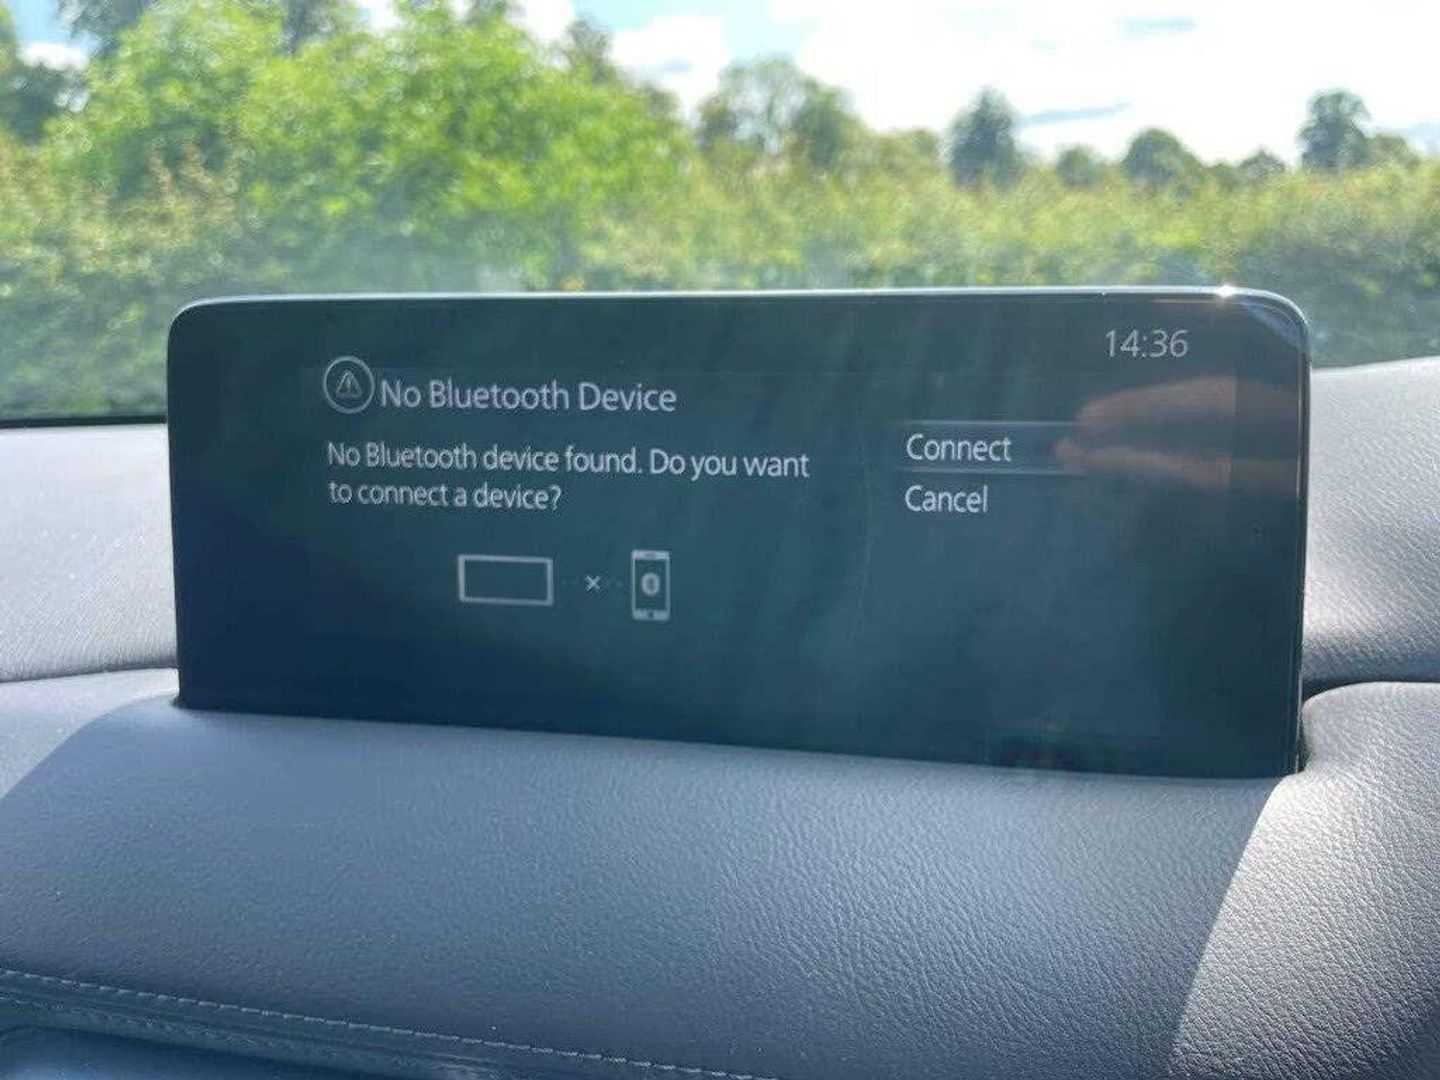 14:36
No Bluetooth Device
No Bluetooth device found. Do you want
to connect a device?
Connect
Cancel